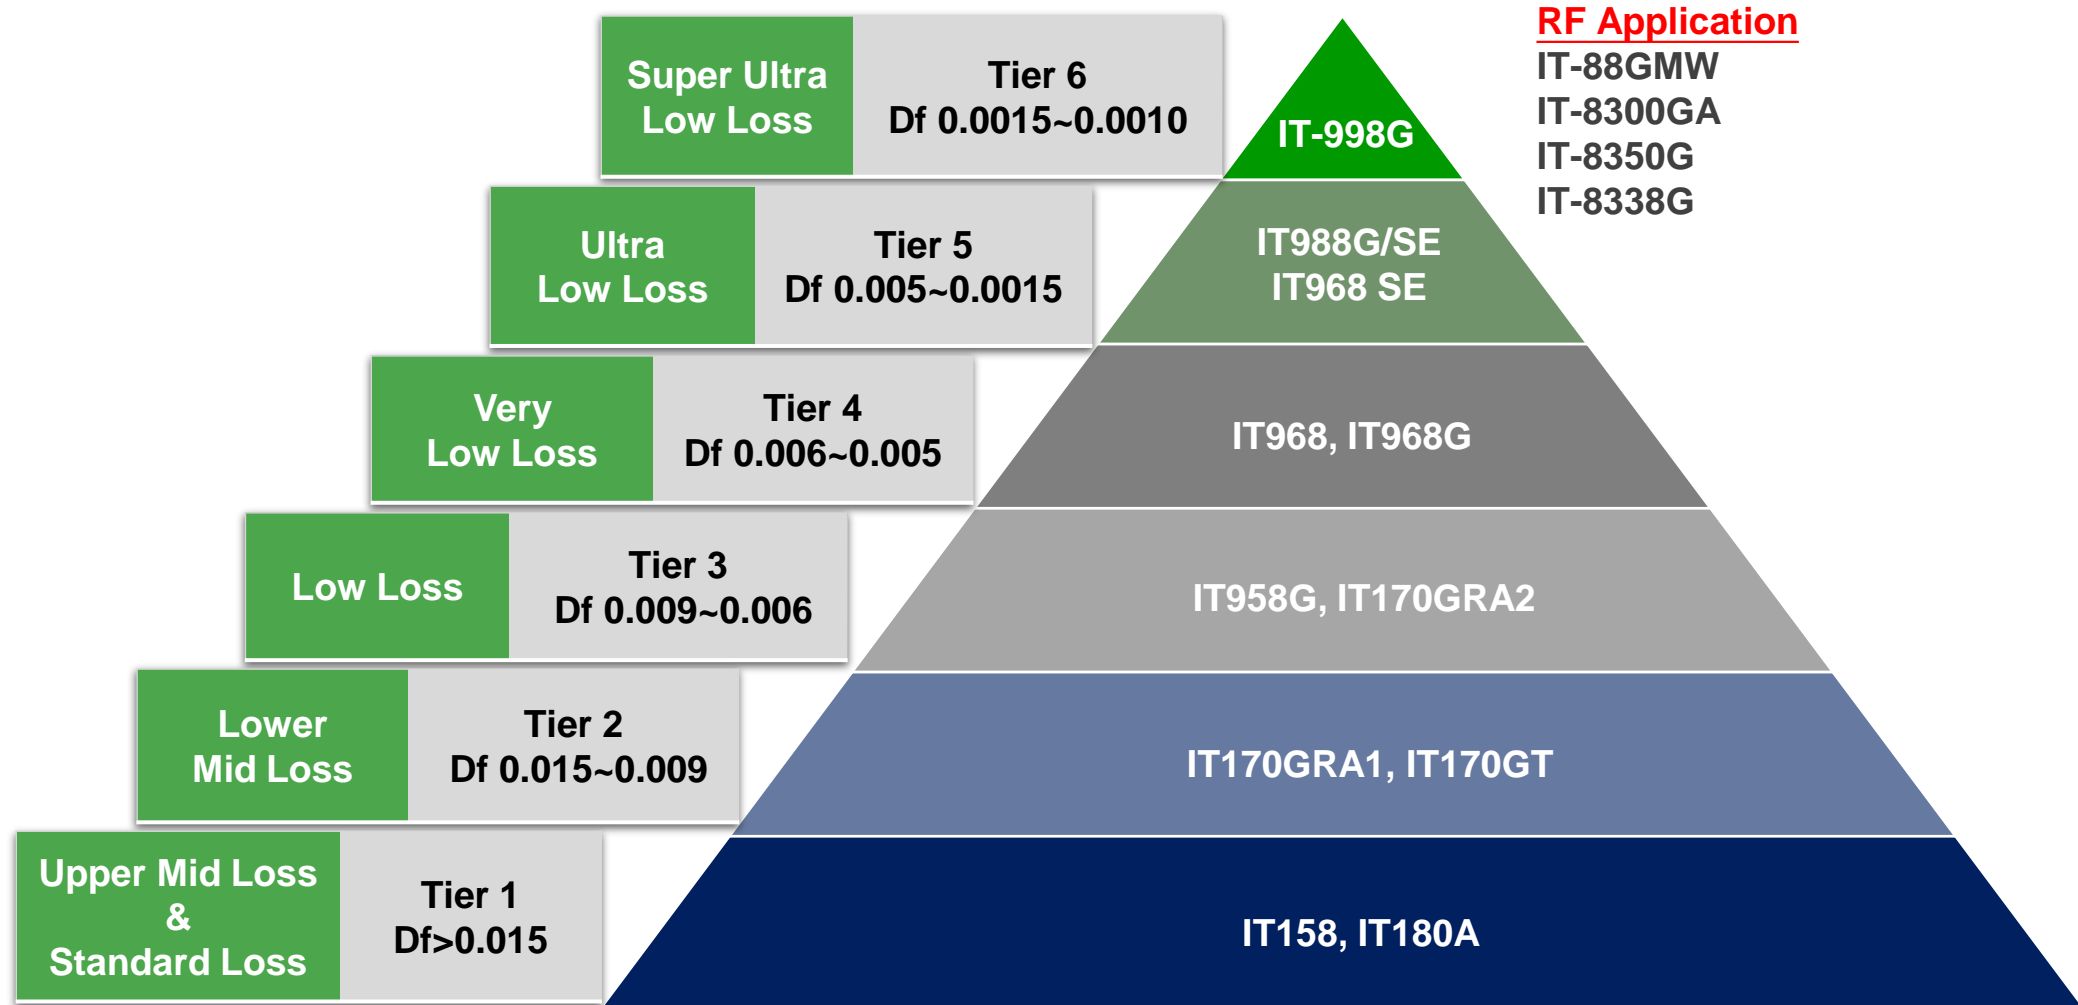 RF Application
IT-88GMW
IT-8300GA
IT-8350G
IT-8338G
Super Ultra
Low Loss
Tier 6
Df 0.0015~0.0010
IT-998G
Ultra
Low Loss
Tier 5
Df 0.005~0.0015
IT988G/SE
IT968 SE
Very
Low Loss
Tier 4
Df 0.006~0.005
IT968, IT968G
Low Loss
Tier 3
Df 0.009~0.006
IT958G, IT170GRA2
Lower
Mid Loss
Tier 2
Df 0.015~0.009
IT170GRA1, IT170GT
Upper Mid Loss
&
Standard Loss
Tier 1
Df>0.015
IT158, IT180A